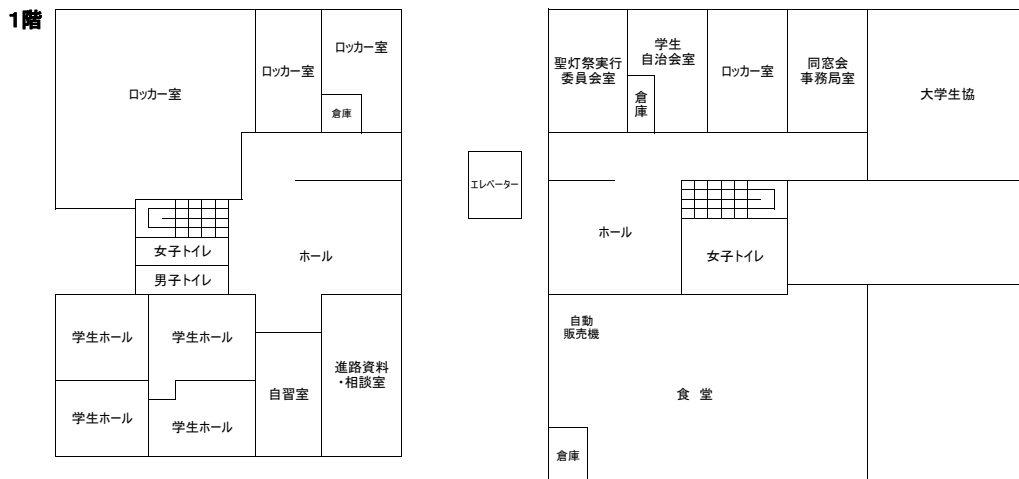 1階
ロッカー室
ロッカー室
ロッカー室
倉庫
エレベーター
ホール
女子トイレ
男子トイレ
学生ホール
学生ホール
学生ホール
学生ホール
自習室
進路資料
・相談室
聖灯祭実行
委員会室
学生
自治会室
倉
庫
ロッカー室
同窓会
事務局室
大学生協
ホール
女子トイレ
自動
販売機
食 堂
倉庫